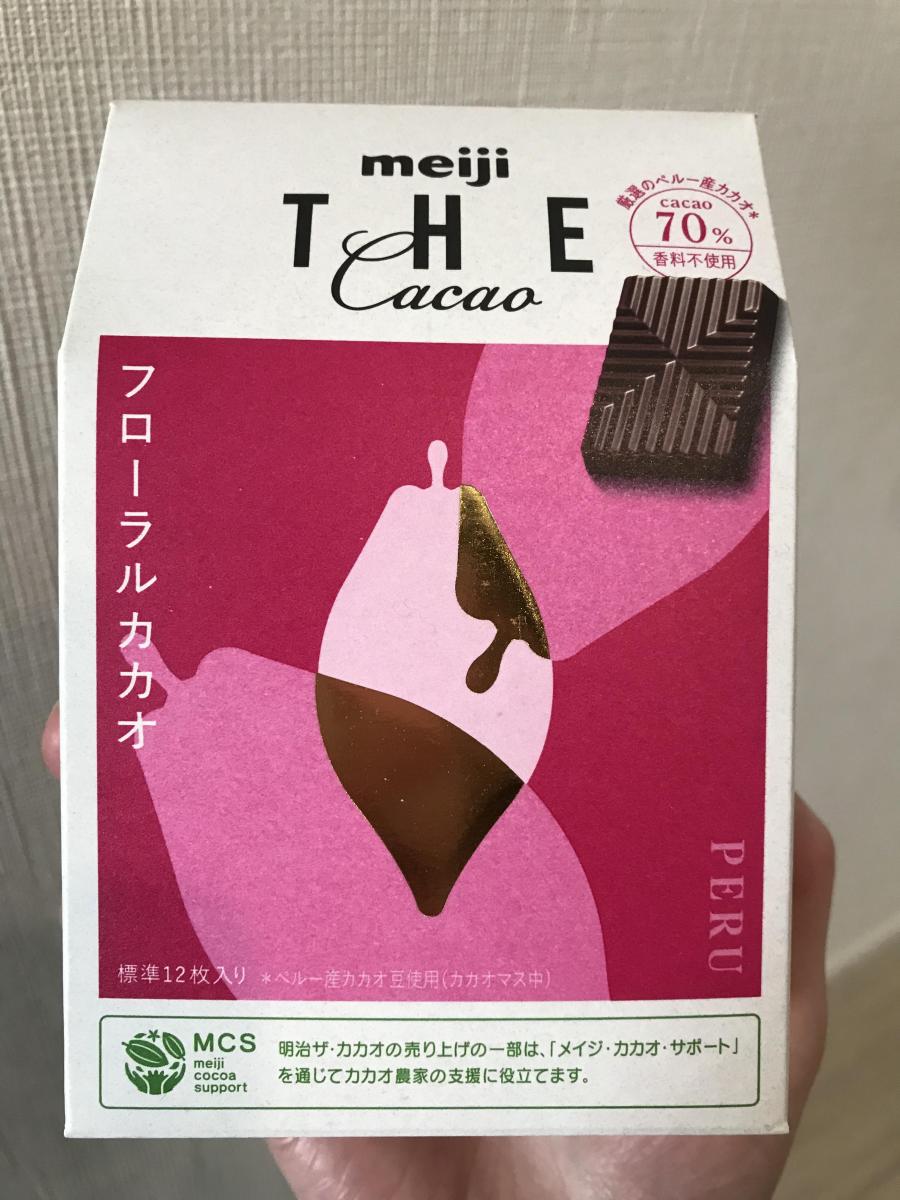 meiji
THE
Cacao
厳選のペルー産カカオ*
cacao
70%
香料不使用
フローラルカカオ
PERU
標準12枚入り *ペルー産カカオ豆使用(カカオマス中)
MCS
meiji
cocoa
support
明治ザ・カカオの売り上げの一部は、「メイジ・カカオ・サポート」
を通じてカカオ農家の支援に役立てます。